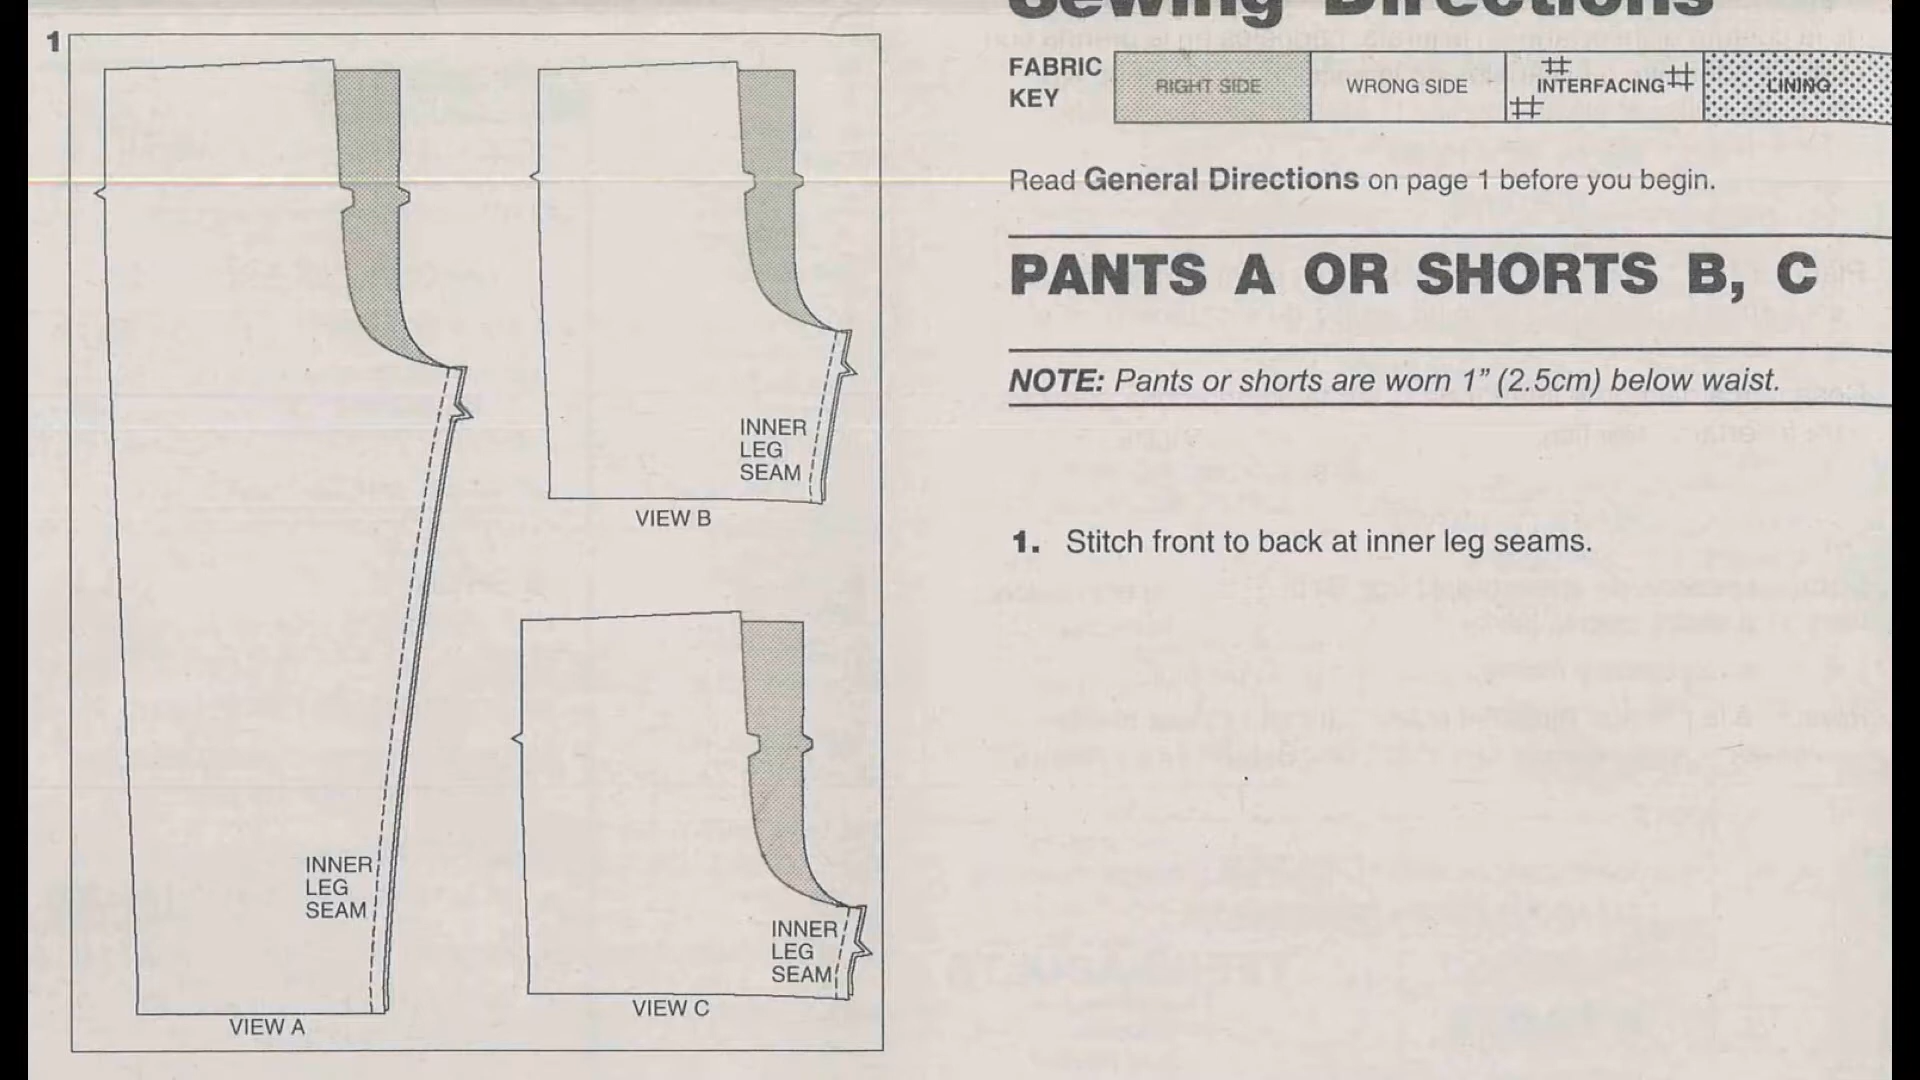 Sewing Directions
1
FABRIC KEY
RIGHT SIDE
WRONG SIDE
INTERFACING
LINING
Read General Directions on page 1 before you begin.
PANTS A OR SHORTS B, C
NOTE: Pants or shorts are worn 1” (2.5cm) below waist.
1. Stitch front to back at inner leg seams.
INNER
LEG
SEAM
VIEW B
INNER
LEG
SEAM
VIEW A
INNER
LEG
SEAM
VIEW C